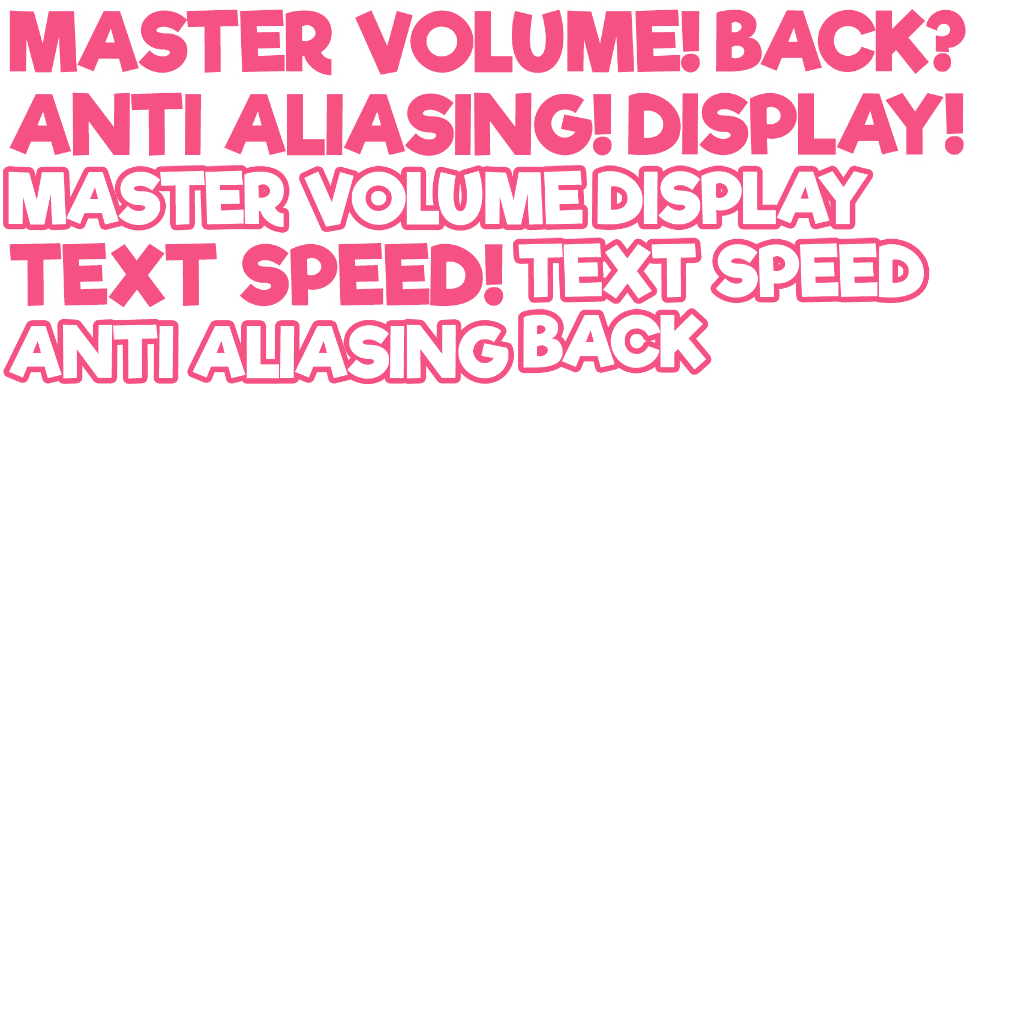 MASTER VOLUME! BACK?
ANTI ALIASING! DISPLAY!
MASTER VOLUME DISPLAY
TEXT SPEED! TEXT SPEED
ANTI ALIASING BACK